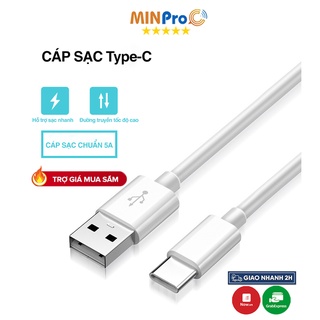 MINPro
CÁP SẠC Type-C
Hỗ trợ sạc nhanh
Đường truyền tốc độ cao
CÁP SẠC CHUẨN 5A
TRỢ GIÁ MUA SẮM
GIAO NHANH 2H
GrabExpress